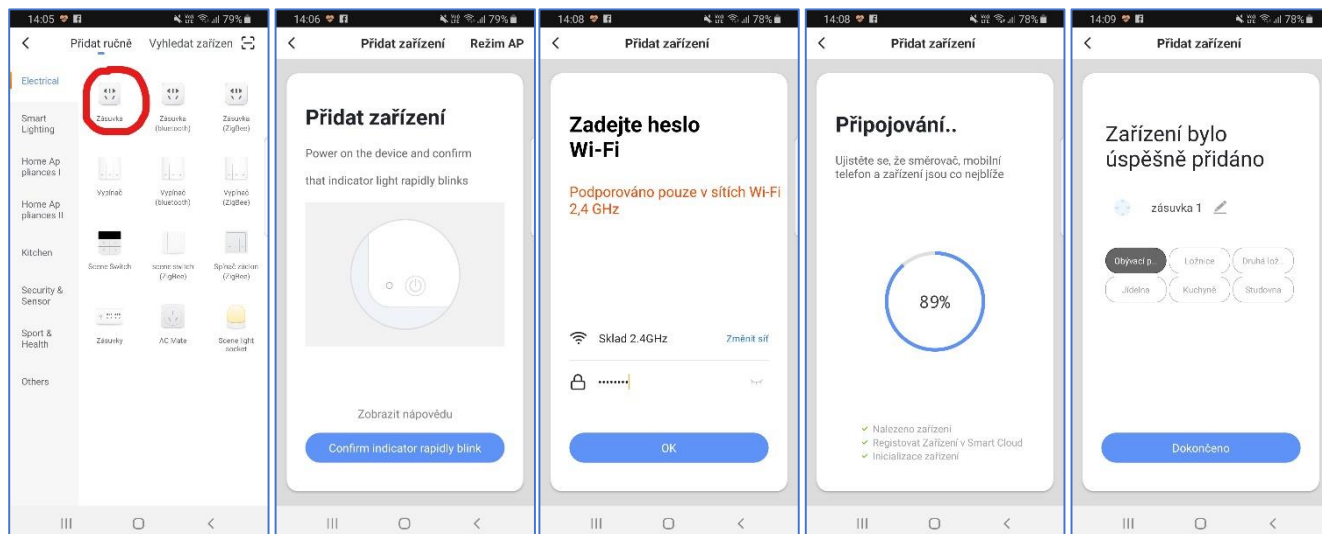 14:05 79%
Přidat ručně Vyhledat zařízen
Electrical
Smart
Lighting
Home Ap
pliances I
Home Ap
pliances II
Kitchen
Security &
Sensor
Sport &
Health
Others
Zásuvka
Zásuvka
(bluetooth)
Zásuvka
(ZigBee)
Vypínač
Vypínač
(bluetooth)
Vypínač
(ZigBee)
Scene Switch
scene switch
(ZigBee)
Spínač
(ZigBee)
Zásuvky
AC Mate
Scene light
socket
14:06 79%
Přidat zařízení Režim AP
Přidat zařízení
Power on the device and confirm
that indicator light rapidly blinks
Zobrazit nápovědu
Confirm indicator rapidly blink
14:08 78%
Přidat zařízení
Zadejte heslo
Wi-Fi
Podporováno pouze v sítích Wi-Fi
2,4 GHz
Sklad 2.4GHz Změnit síť
········
OK
14:08 78%
Přidat zařízení
Připojování..
Ujistěte se, že směrovač, mobilní
telefon a zařízení jsou co nejblíže
89%
Nalezeno zařízení
Registovat Zařízení v Smart Cloud
Inicializace zařízení
14:09 78%
Přidat zařízení
Zařízení bylo
úspěšně přidáno
zásuvka 1
Obývací p.. Ložnice Druhá lož..
Jídelna Kuchyně Studovna
Dokončeno